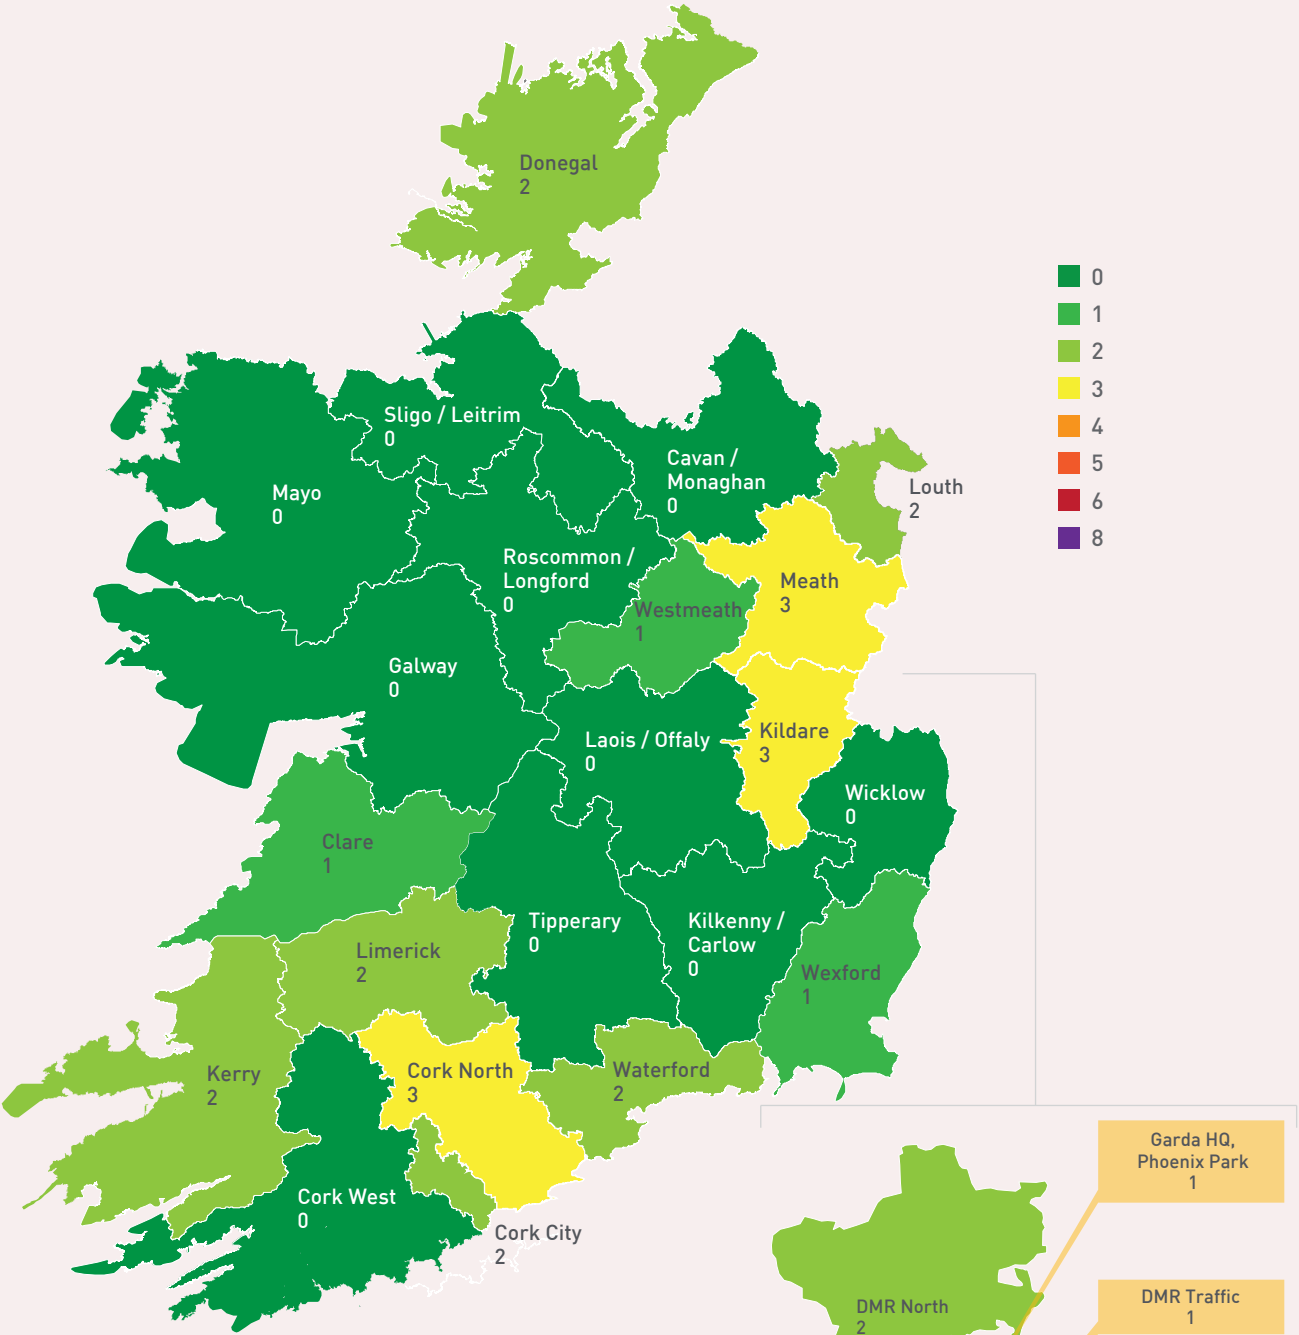 Donegal
2
0
1
2
3
4
5
6
8
Sligo / Leitrim
0
Cavan /
Monaghan
0
Louth
2
Mayo
0
Roscommon /
Longford
0
Meath
3
Westmeath
1
Galway
0
Laois / Offaly
0
Kildare
3
Wicklow
0
Clare
1
Tipperary
0
Kilkenny /
Carlow
0
Limerick
2
Wexford
1
Kerry
2
Cork North
3
Waterford
2
Cork West
0
Cork City
2
Garda HQ,
Phoenix Park
1
DMR North
2
DMR Traffic
1